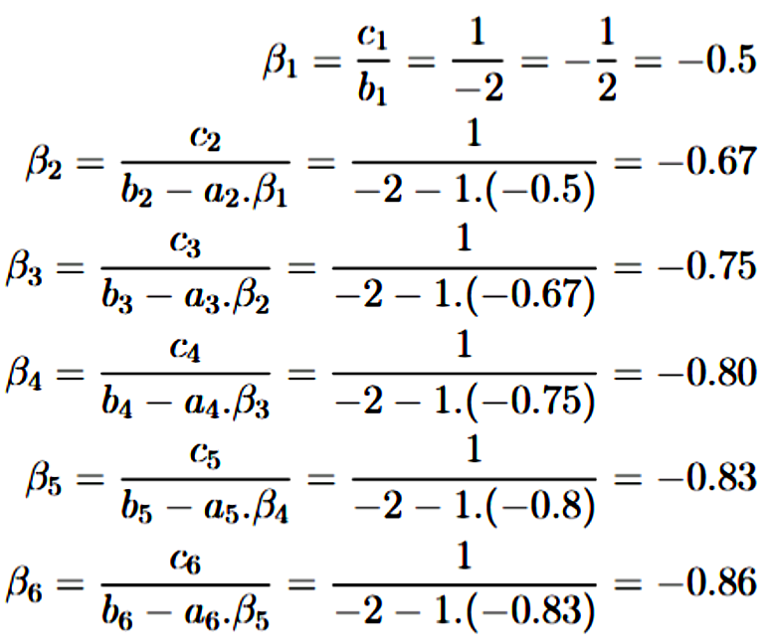 β₁ = c₁/b₁ = 1/−2 = −1/2 = −0.5
β₂ = c₂/(b₂ − a₂.β₁) = 1/(−2 − 1.(−0.5)) = −0.67
β₃ = c₃/(b₃ − a₃.β₂) = 1/(−2 − 1.(−0.67)) = −0.75
β₄ = c₄/(b₄ − a₄.β₃) = 1/(−2 − 1.(−0.75)) = −0.80
β₅ = c₅/(b₅ − a₅.β₄) = 1/(−2 − 1.(−0.8)) = −0.83
β₆ = c₆/(b₆ − a₆.β₅) = 1/(−2 − 1.(−0.83)) = −0.86